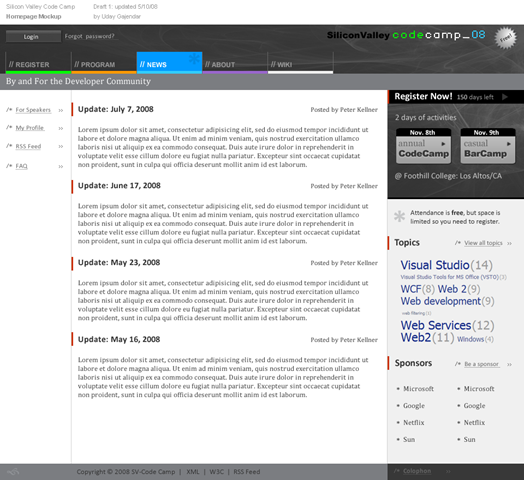 Silicon Valley Code Camp
Homepage Mockup
Draft 1: updated 5/10/08
by Uday Gajendar
Login
Forgot password?
SiliconValley codecamp_08
Free!
// REGISTER
// PROGRAM
// NEWS
// ABOUT
// WIKI
By and For the Developer Community
/* For Speakers >>
/* My Profile >>
/* RSS Feed >>
/* FAQ >>
Update: July 7, 2008
Posted by Peter Kellner
Lorem ipsum dolor sit amet, consectetur adipisicing elit, sed do eiusmod tempor incididunt ut
labore et dolore magna aliqua. Ut enim ad minim veniam, quis nostrud exercitation ullamco
laboris nisi ut aliquip ex ea commodo consequat. Duis aute irure dolor in reprehenderit in
voluptate velit esse cillum dolore eu fugiat nulla pariatur. Excepteur sint occaecat cupidatat
non proident, sunt in culpa qui officia deserunt mollit anim id est laborum.
Update: June 17, 2008
Posted by Peter Kellner
Lorem ipsum dolor sit amet, consectetur adipisicing elit, sed do eiusmod tempor incididunt ut
labore et dolore magna aliqua. Ut enim ad minim veniam, quis nostrud exercitation ullamco
laboris nisi ut aliquip ex ea commodo consequat. Duis aute irure dolor in reprehenderit in
voluptate velit esse cillum dolore eu fugiat nulla pariatur. Excepteur sint occaecat cupidatat
non proident, sunt in culpa qui officia deserunt mollit anim id est laborum.
Update: May 23, 2008
Posted by Peter Kellner
Lorem ipsum dolor sit amet, consectetur adipisicing elit, sed do eiusmod tempor incididunt ut
labore et dolore magna aliqua. Ut enim ad minim veniam, quis nostrud exercitation ullamco
laboris nisi ut aliquip ex ea commodo consequat. Duis aute irure dolor in reprehenderit in
voluptate velit esse cillum dolore eu fugiat nulla pariatur. Excepteur sint occaecat cupidatat
non proident, sunt in culpa qui officia deserunt mollit anim id est laborum.
Update: May 16, 2008
Posted by Peter Kellner
Lorem ipsum dolor sit amet, consectetur adipisicing elit, sed do eiusmod tempor incididunt ut
labore et dolore magna aliqua. Ut enim ad minim veniam, quis nostrud exercitation ullamco
laboris nisi ut aliquip ex ea commodo consequat. Duis aute irure dolor in reprehenderit in
voluptate velit esse cillum dolore eu fugiat nulla pariatur. Excepteur sint occaecat cupidatat
non proident, sunt in culpa qui officia deserunt mollit anim id est laborum.
Register Now! 150 days left
2 days of activities
Nov. 8th
annual
CodeCamp
Nov. 9th
casual
BarCamp
@ Foothill College: Los Altos/CA
Attendance is free, but space is
limited so you need to register.
Topics
/* View all topics >>
Visual Studio(14)
Visual Studio Tools for MS Office (VSTO)(3)
WCF(8) Web 2(9)
Web development(9)
web filtering(1)
Web Services(12)
Web2(11) Windows(4)
Sponsors
/* Be a sponsor >>
Microsoft
Google
Netflix
Sun
Microsoft
Google
Netflix
Sun
Copyright © 2008 SV-Code Camp | XML | W3C | RSS Feed
/* Colophon >>